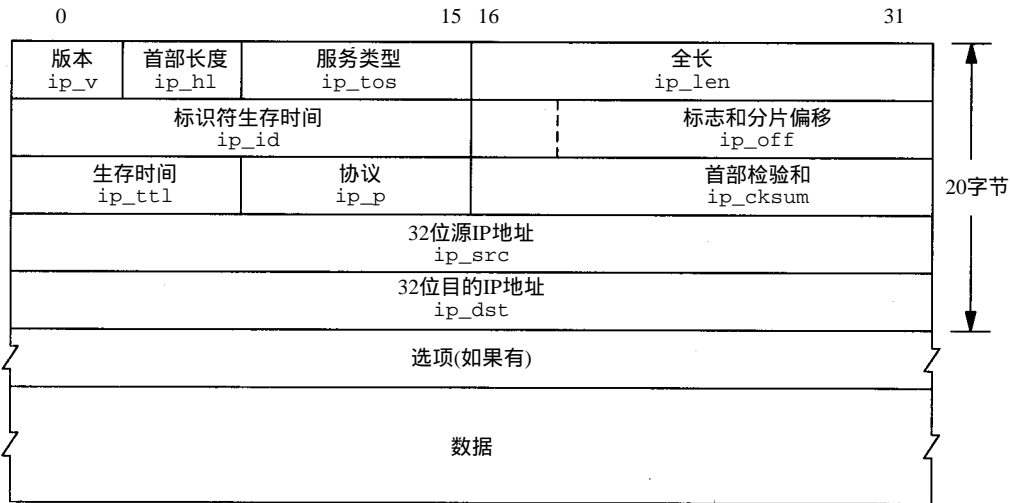 0 15 16 31
版本 首部长度 服务类型 全长
ip_v ip_hl ip_tos ip_len
标识符生存时间 标志和分片偏移
ip_id ip_off
生存时间 协议 首部检验和
ip_ttl ip_p ip_cksum
20字节
32位源IP地址
ip_src
32位目的IP地址
ip_dst
选项(如果有)
数据